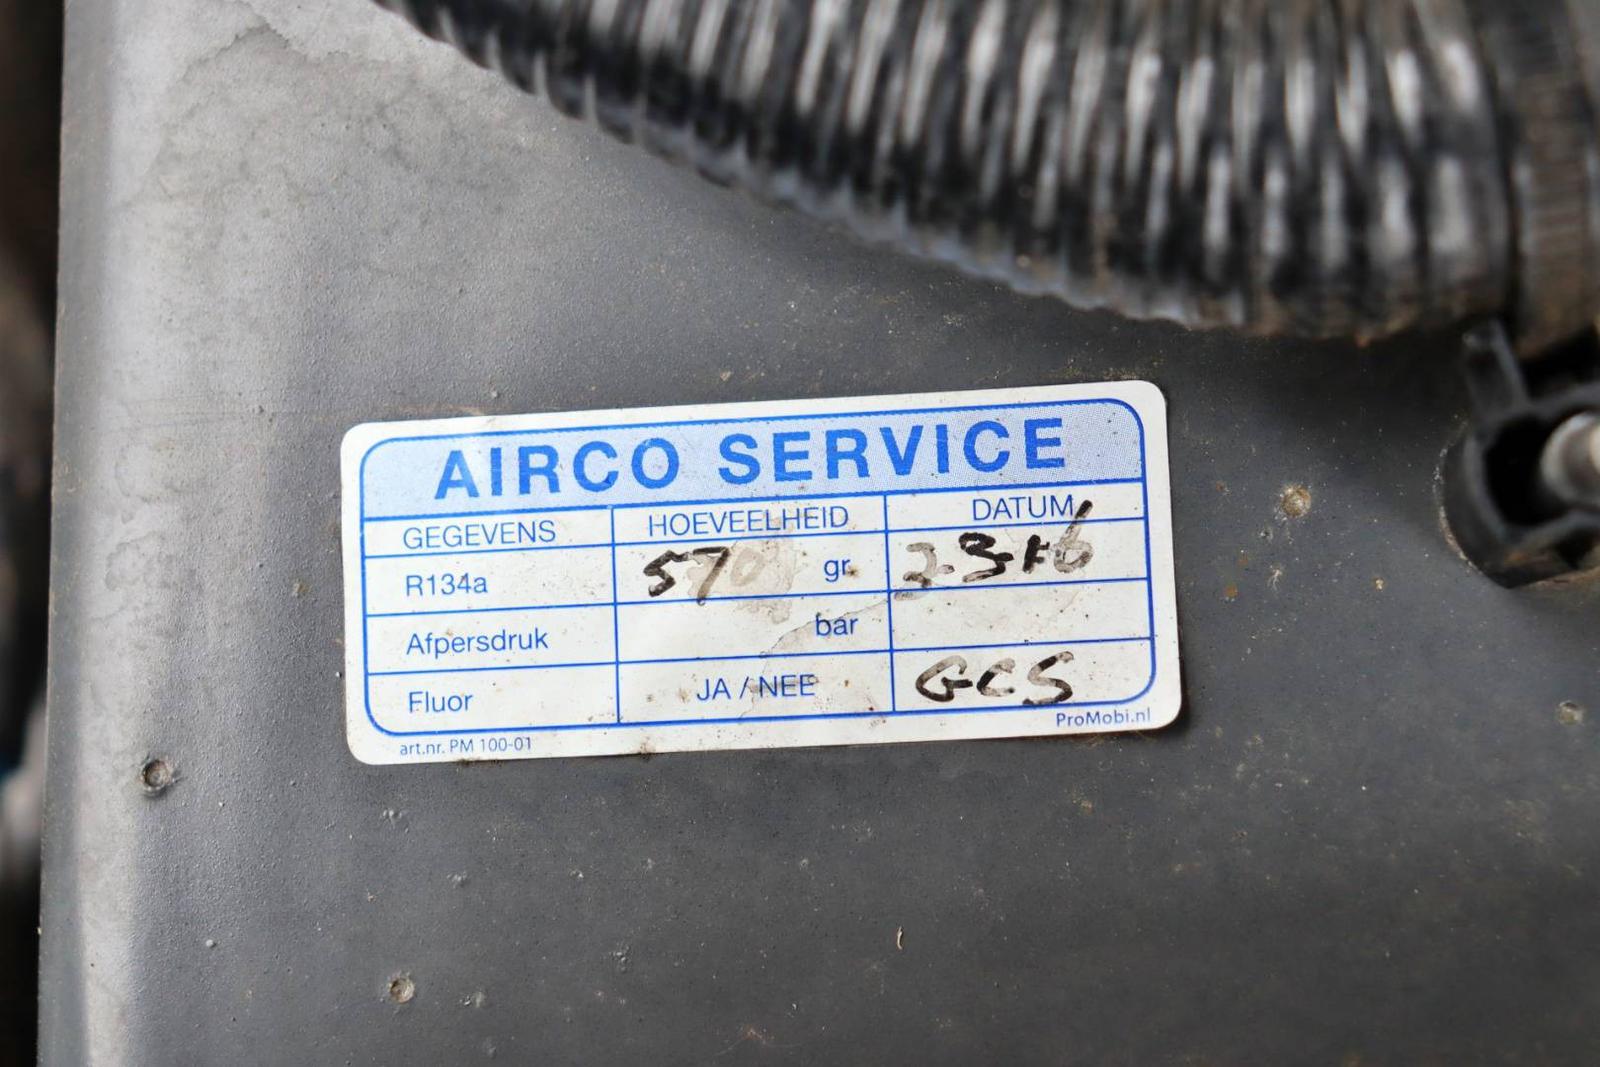 AIRCO SERVICE
GEGEVENS HOEVEELHEID DATUM
R134a 570 gr.
Afpersdruk bar
Fluor JA / NEE GCS
art.nr. PM 100-01 ProMobi.nl